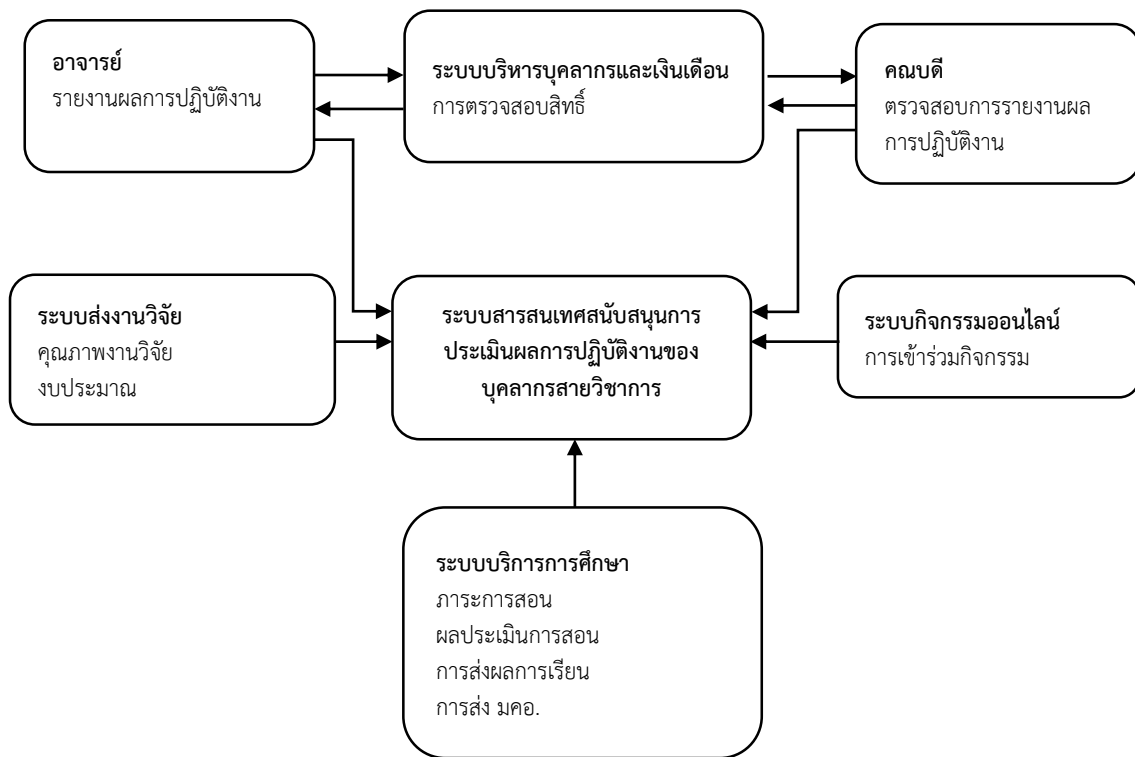 อาจารย์
รายงานผลการปฏิบัติงาน
ระบบบริหารบุคลากรและเงินเดือน
การตรวจสอบสิทธิ์
คณบดี
ตรวจสอบการรายงานผล
การปฏิบัติงาน
ระบบส่งงานวิจัย
คุณภาพงานวิจัย
งบประมาณ
ระบบสารสนเทศสนับสนุนการ
ประเมินผลการปฏิบัติงานของ
บุคลากรสายวิชาการ
ระบบกิจกรรมออนไลน์
การเข้าร่วมกิจกรรม
ระบบบริการการศึกษา
ภาระการสอน
ผลประเมินการสอน
การส่งผลการเรียน
การส่ง มคอ.